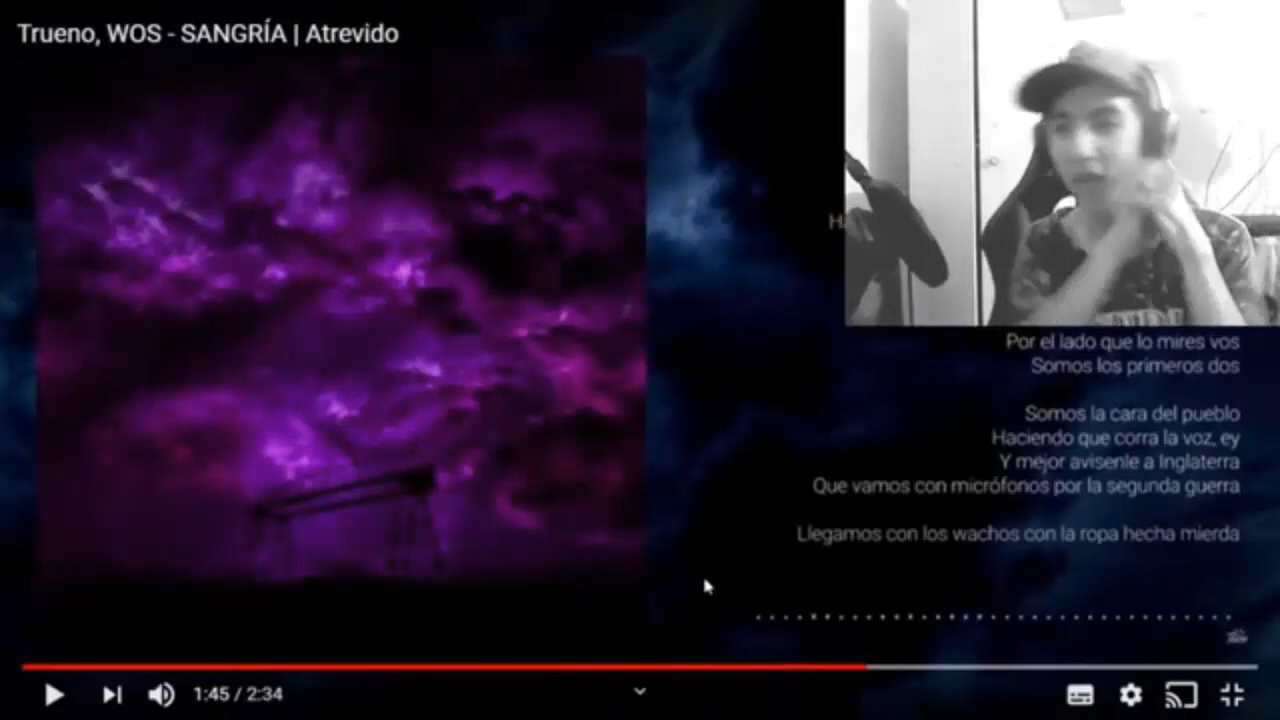 Trueno, WOS - SANGRÍA | Atrevido
Por el lado que lo mires vos
Somos los primeros dos
Somos la cara del pueblo
Haciendo que corra la voz, ey
Y mejor avisenle a Inglaterra
Que vamos con micrófonos por la segunda guerra
Llegamos con los wachos con la ropa hecha mierda
1:45 / 2:34